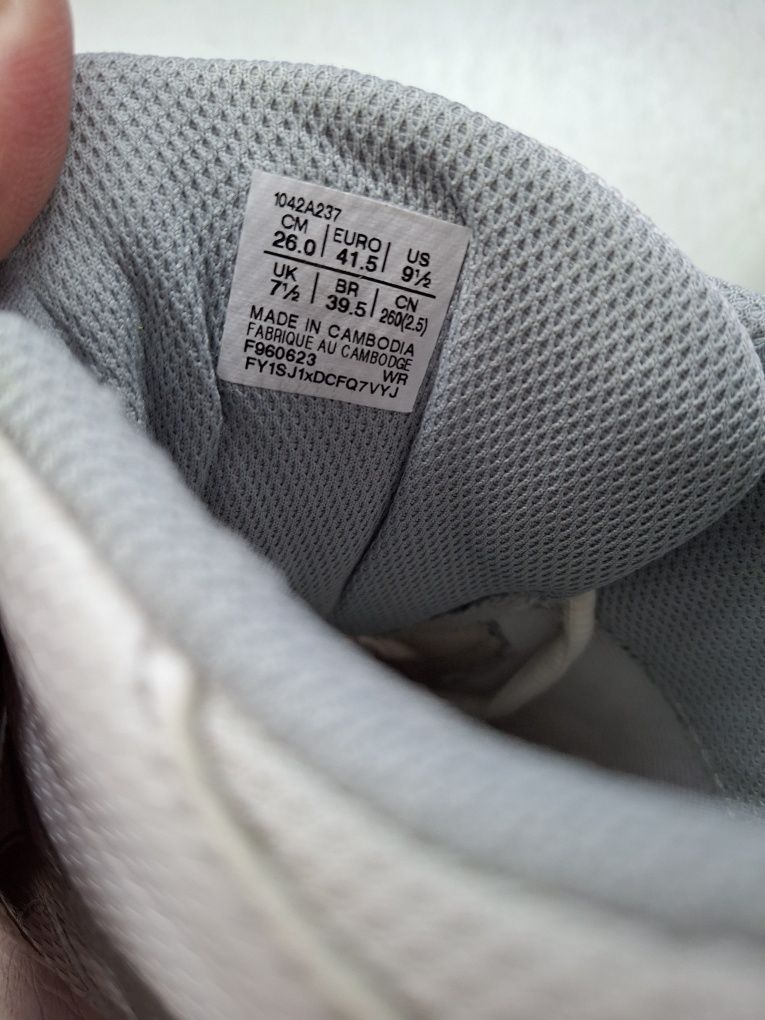 1042A237
CM 26.0 | EURO 41.5 | US 9½
UK 7½ | BR 39.5 | CN 260(2.5)
MADE IN CAMBODIA
FABRIQUE AU CAMBODGE
F960623 WR
FY1SJ1xDCFQ7VYJ